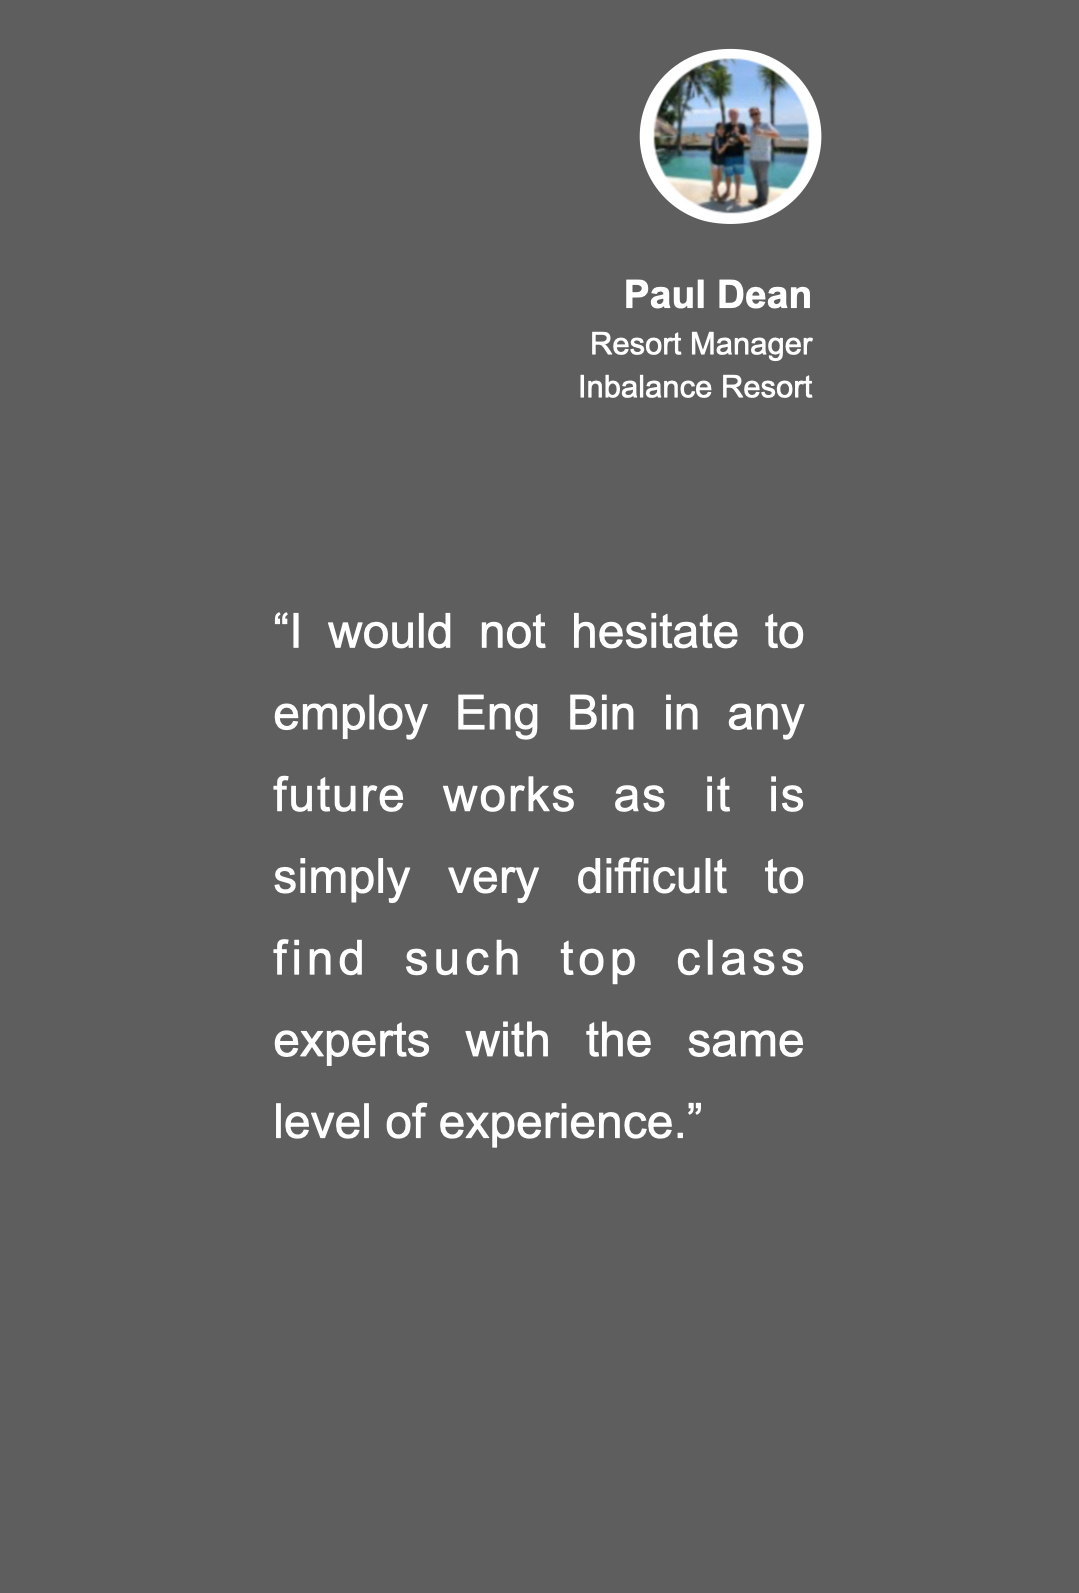 Paul Dean
Resort Manager
Inbalance Resort
“I would not hesitate to
employ Eng Bin in any
future works as it is
simply very difficult to
find such top class
experts with the same
level of experience.”